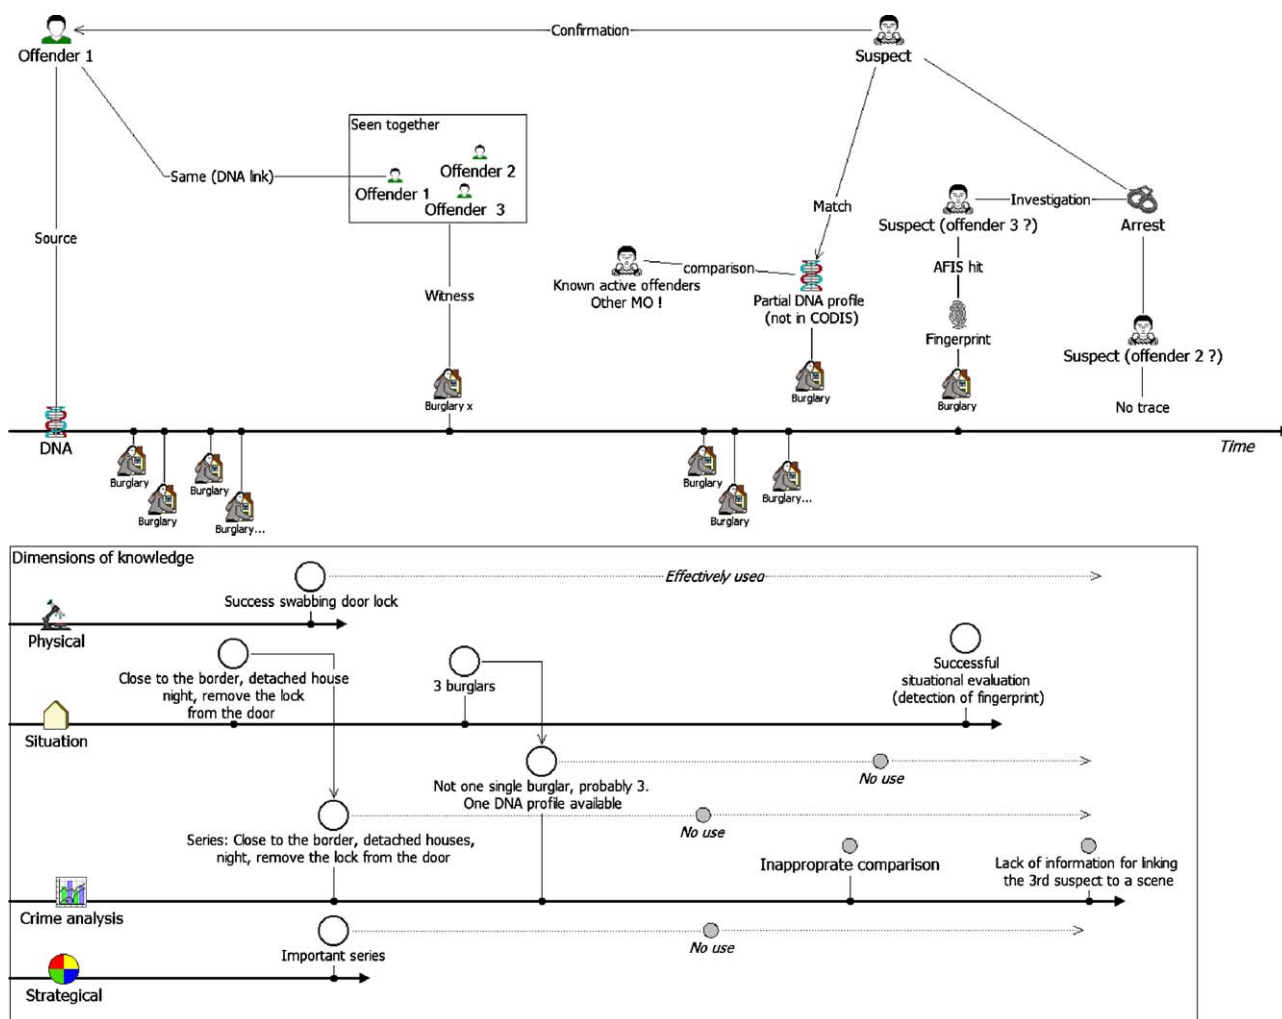 Confirmation
Offender 1
Suspect
Seen together
Offender 2
Same (DNA link)
Offender 1
Offender 3
Match
Investigation
Suspect (offender 3 ?)
Arrest
Source
AFIS hit
comparison
Known active offenders
Other MO !
Witness
Partial DNA profile
(not in CODIS)
Fingerprint
Suspect (offender 2 ?)
Burglary x
Burglary
Burglary
No trace
DNA
Time
Burglary
Burglary
Burglary
Burglary...
Burglary
Burglary
Burglary...
Dimensions of knowledge
Effectively used
Success swabbing door lock
Physical
Close to the border, detached house
night, remove the lock
from the door
3 burglars
Successful
situational evaluation
(detection of fingerprint)
Situation
Not one single burglar, probably 3.
One DNA profile available
No use
Series: Close to the border, detached houses,
night, remove the lock from the door
No use
Inapproprate comparison
Lack of information for linking
the 3rd suspect to a scene
Crime analysis
Important series
No use
Strategical